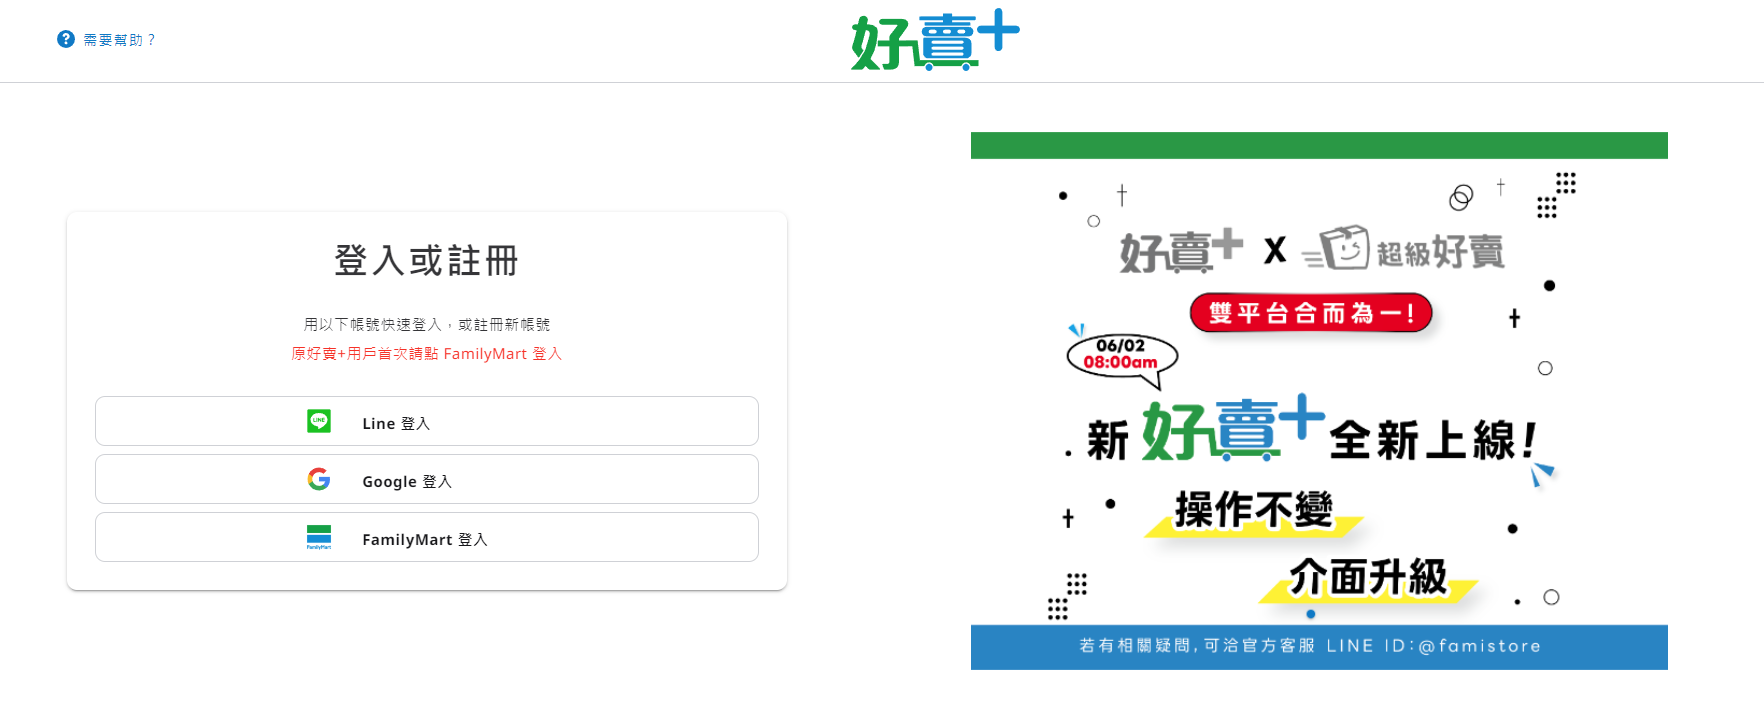 需要幫助？
好賣+
登入或註冊
用以下帳號快速登入，或註冊新帳號
原好賣+用戶首次請點 FamilyMart 登入
LINE
Line 登入
Google 登入
FamilyMart
FamilyMart 登入
好賣+ X 超級好賣
雙平台合而為一!
06/02
08:00am
新 好賣+ 全新上線!
操作不變
介面升級
若有相關疑問,可洽官方客服 LINE ID:@famistore